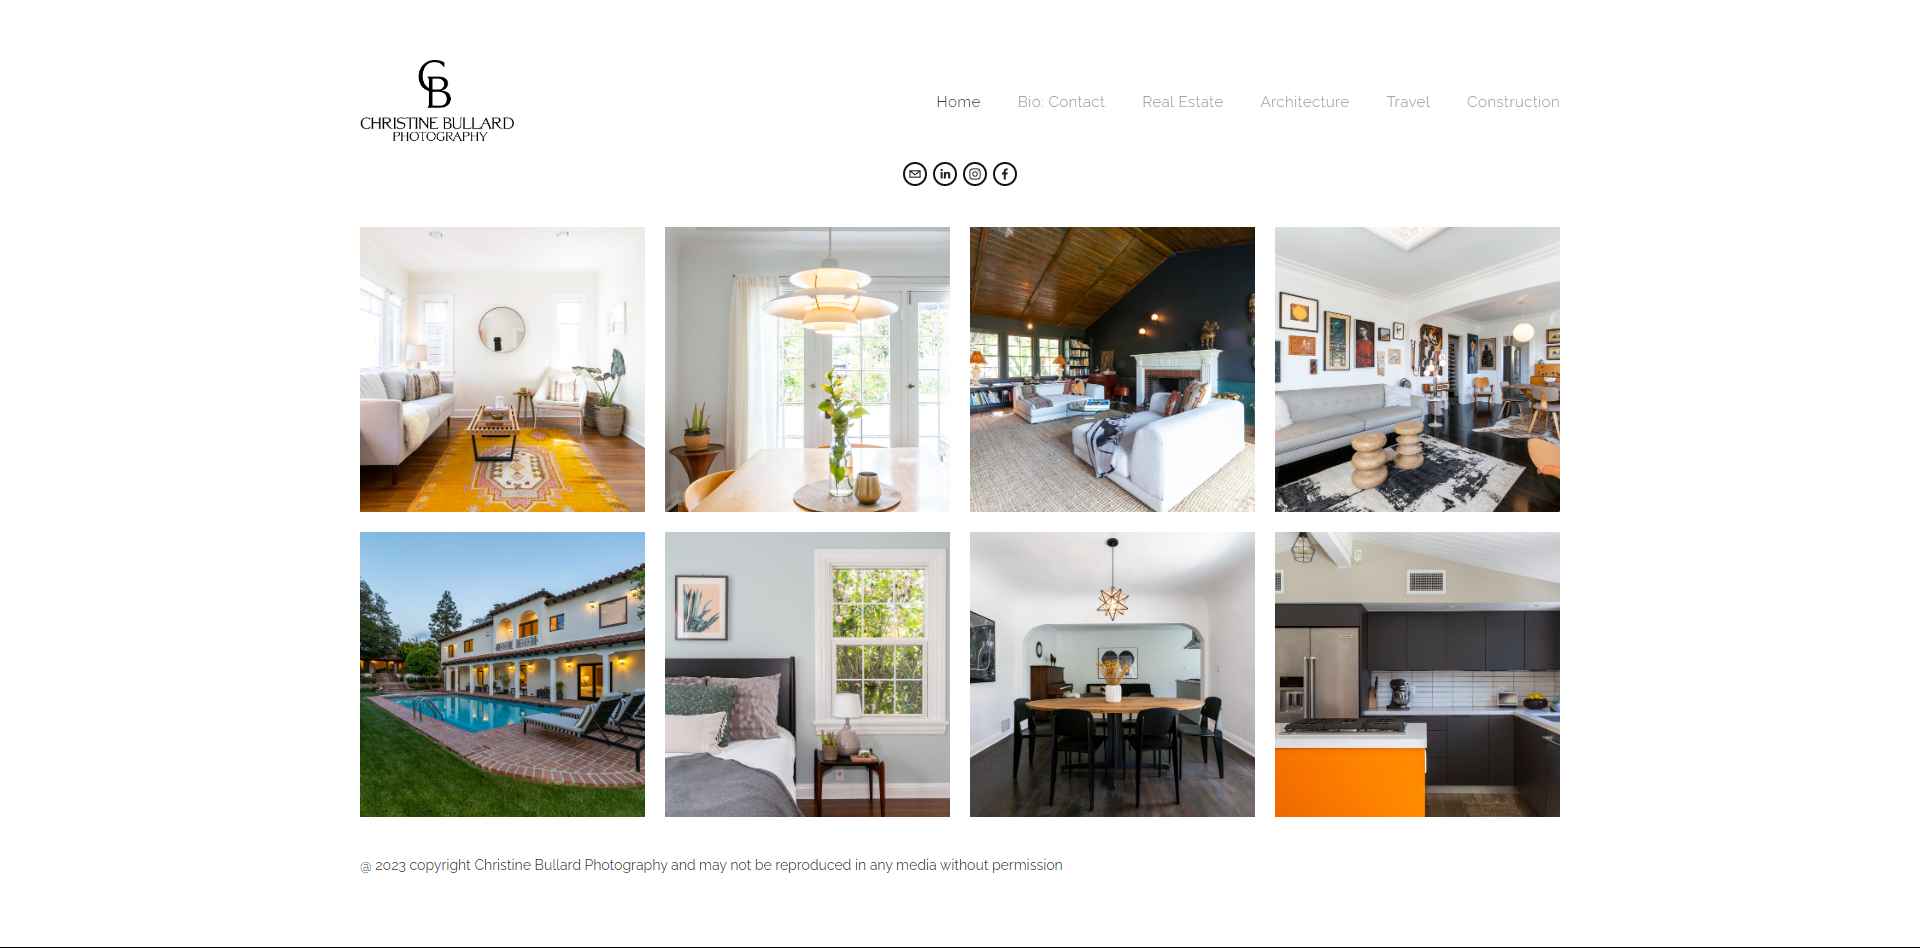 CB
CHRISTINE BULLARD
PHOTOGRAPHY
Home Bio: Contact Real Estate Architecture Travel Construction
in f
@ 2023 copyright Christine Bullard Photography and may not be reproduced in any media without permission